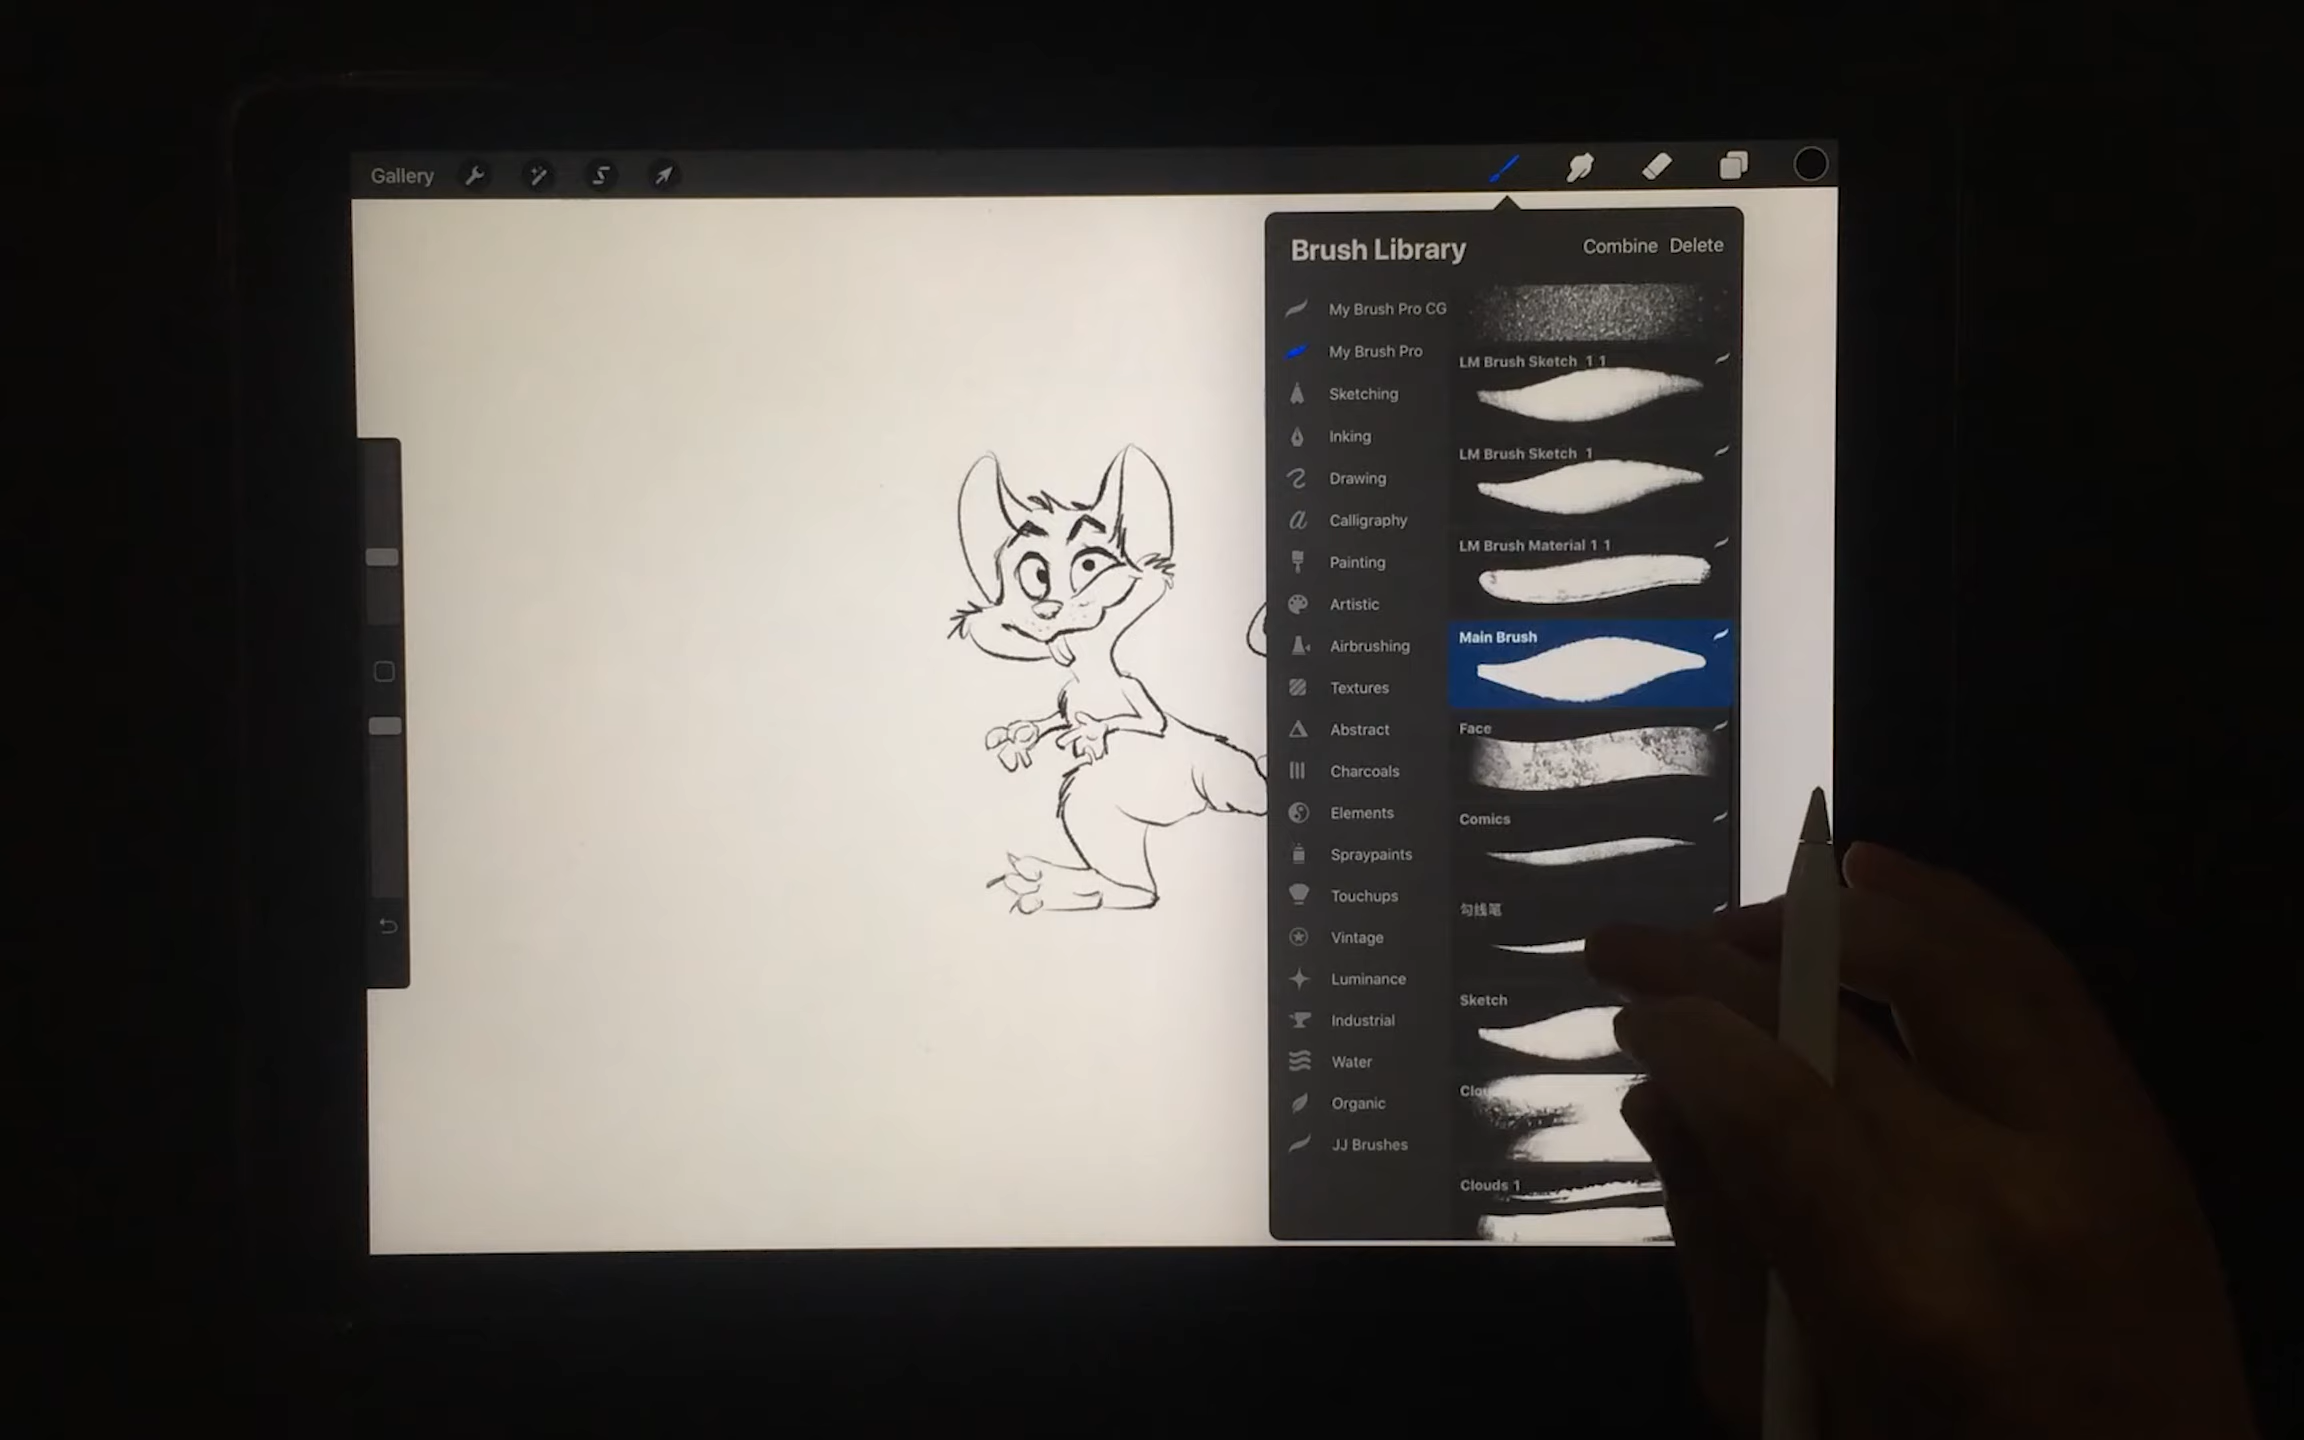 Gallery
Brush Library
Combine Delete
My Brush Pro CG
My Brush Pro
Sketching
Inking
Drawing
Calligraphy
Painting
Artistic
Airbrushing
Textures
Abstract
Charcoals
Elements
Spraypaints
Touchups
Vintage
Luminance
Industrial
Water
Organic
JJ Brushes
LM Brush Sketch 1 1
LM Brush Sketch 1
LM Brush Material 1 1
Main Brush
Face
Comics
勾线笔
Sketch
Clouds 1